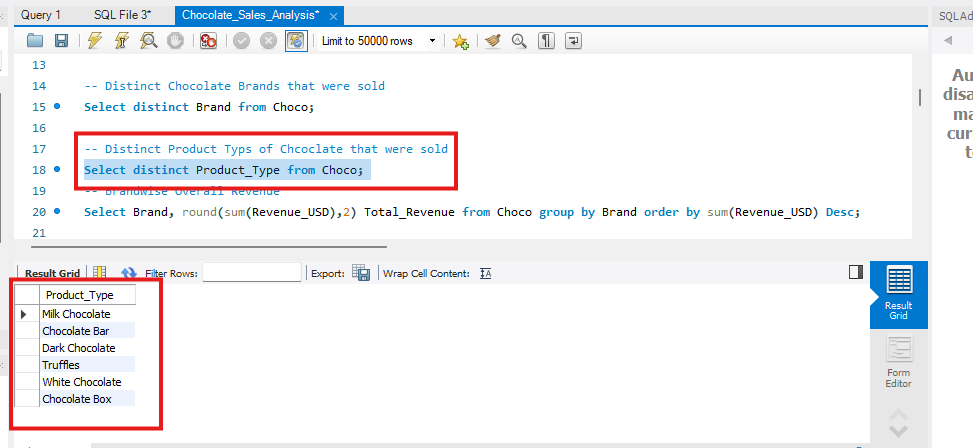 Query 1 SQL File 3* Chocolate_Sales_Analysis* × SQLAd
Limit to 50000 rows
13
14 -- Distinct Chocolate Brands that were sold
15 Select distinct Brand from Choco;
16
17 -- Distinct Product Typs of Chcoclate that were sold
18 Select distinct Product_Type from Choco;
19 -- Brandwise Overall Revenue
20 Select Brand, round(sum(Revenue_USD),2) Total_Revenue from Choco group by Brand order by sum(Revenue_USD) Desc;
21
Au
disa
ma
cur
t
Result Grid Filter Rows: Export: Wrap Cell Content: IA
Product_Type
Milk Chocolate
Chocolate Bar
Dark Chocolate
Truffles
White Chocolate
Chocolate Box
Result
Grid
Form
Editor